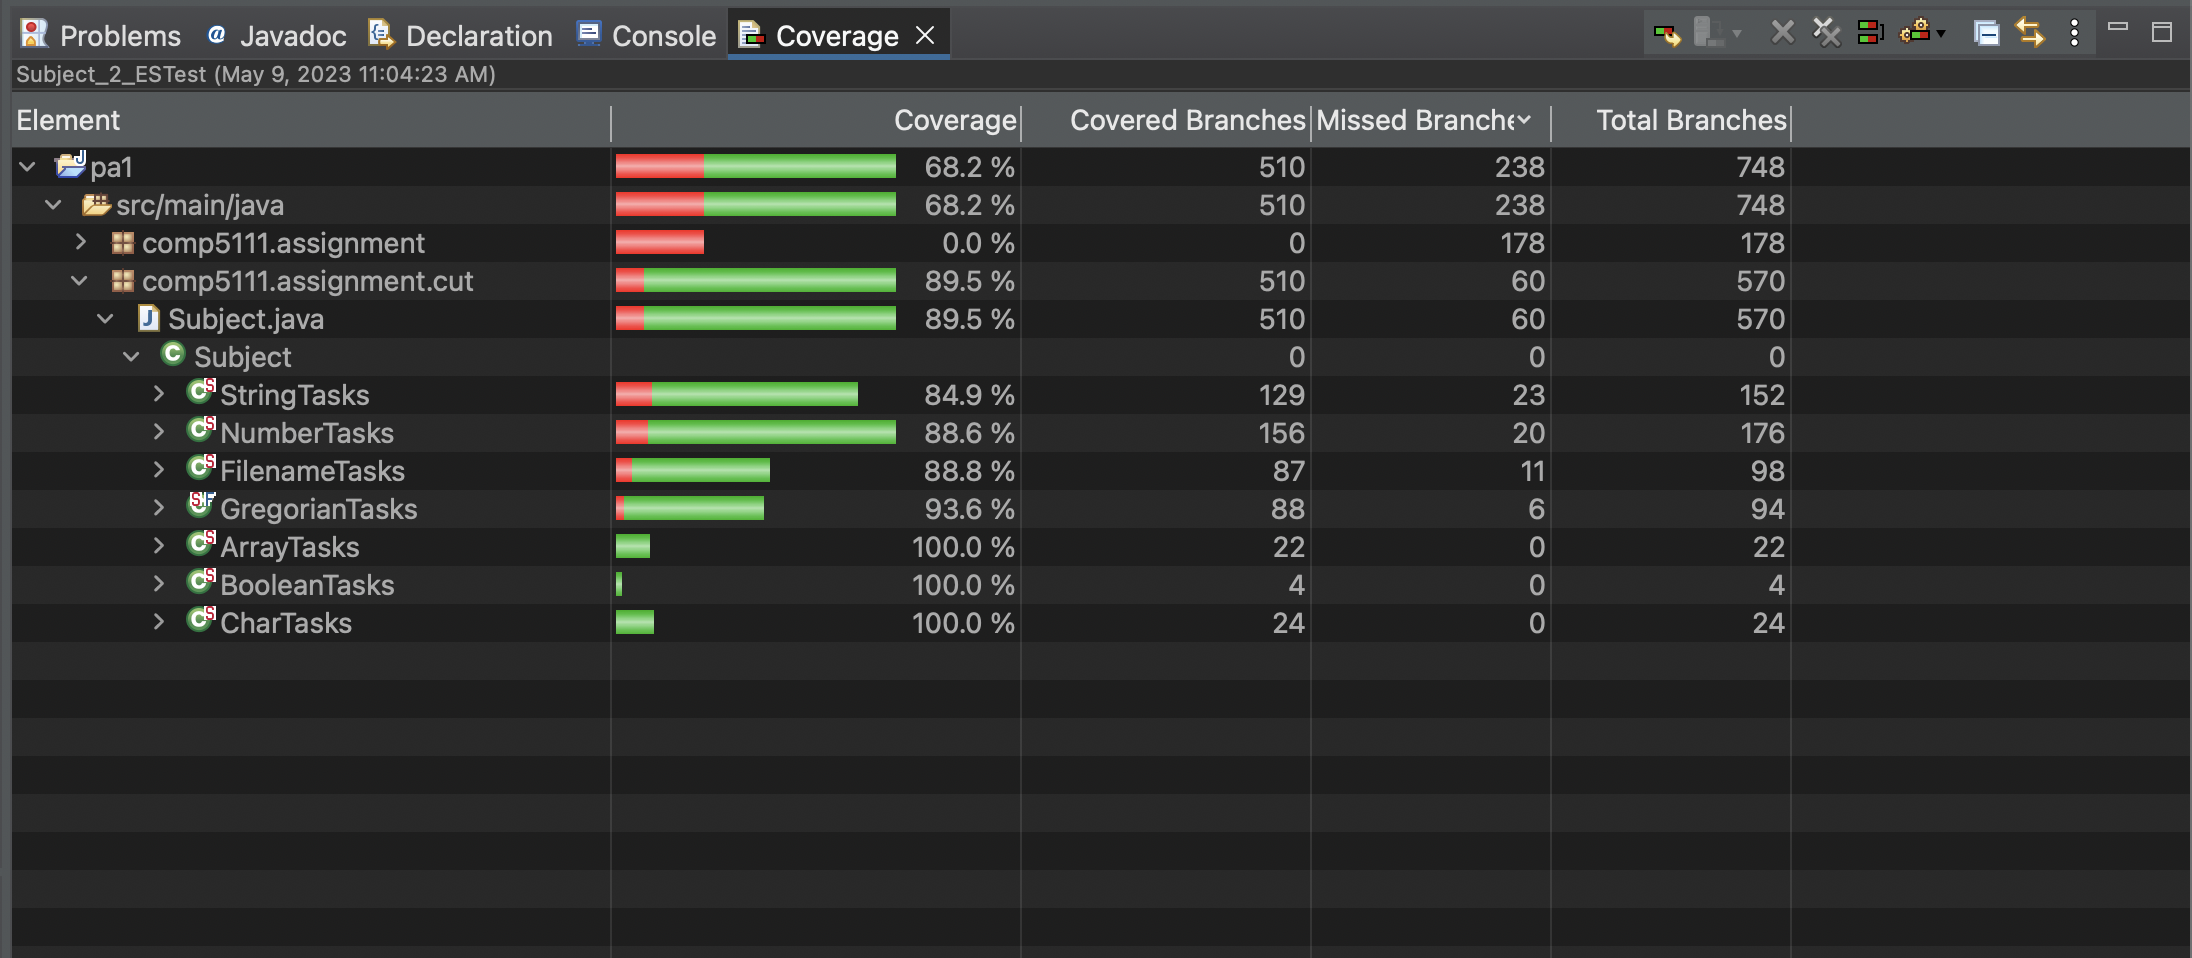 Problems Javadoc Declaration Console Coverage
Subject_2_ESTest (May 9, 2023 11:04:23 AM)
Element Coverage Covered Branches Missed Branche Total Branches
pa1 68.2 % 510 238 748
src/main/java 68.2 % 510 238 748
comp5111.assignment 0.0 % 0 178 178
comp5111.assignment.cut 89.5 % 510 60 570
Subject.java 89.5 % 510 60 570
Subject 0 0 0
StringTasks 84.9 % 129 23 152
NumberTasks 88.6 % 156 20 176
FilenameTasks 88.8 % 87 11 98
GregorianTasks 93.6 % 88 6 94
ArrayTasks 100.0 % 22 0 22
BooleanTasks 100.0 % 4 0 4
CharTasks 100.0 % 24 0 24